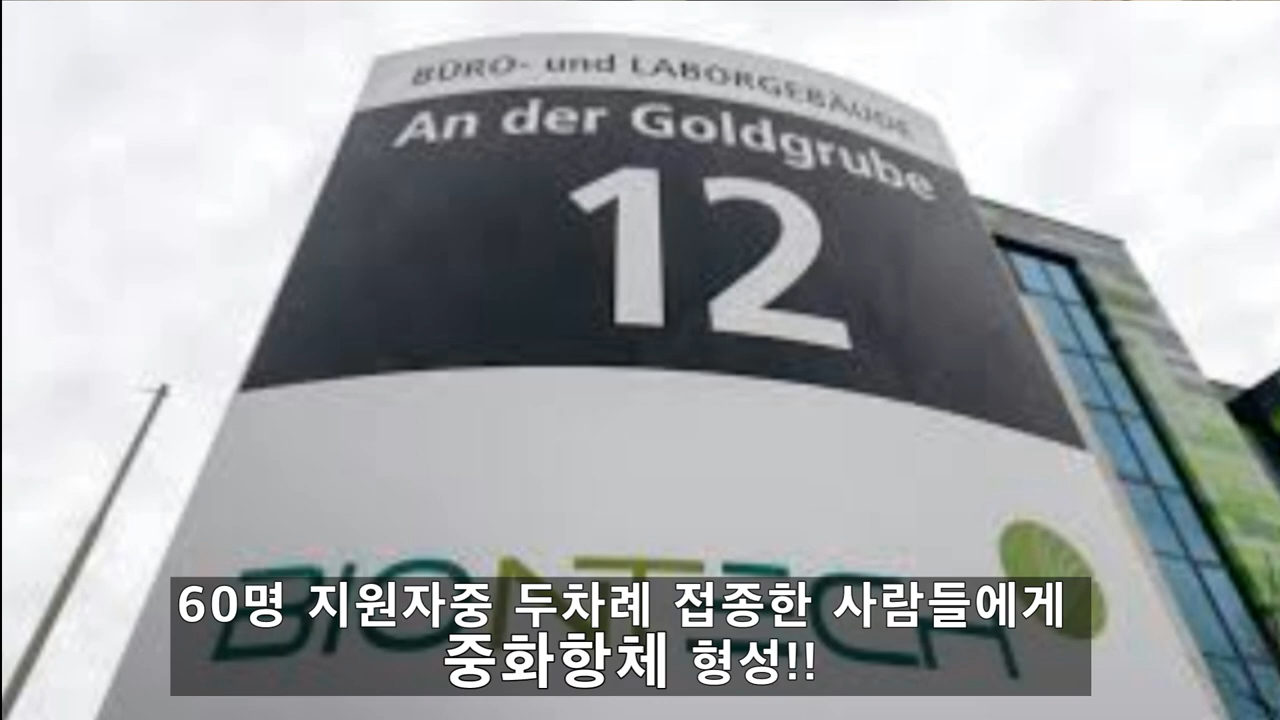 BÜRO- und LABORGEBÄUDE
An der Goldgrube
12
BIONTECH
60명 지원자중 두차례 접종한 사람들에게
중화항체 형성!!